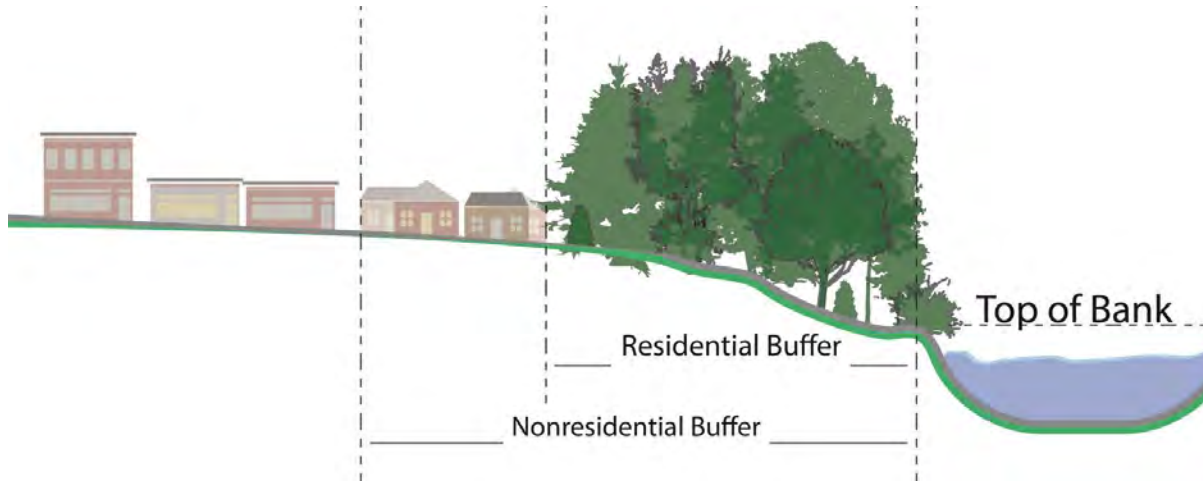 Top of Bank
Residential Buffer
Nonresidential Buffer